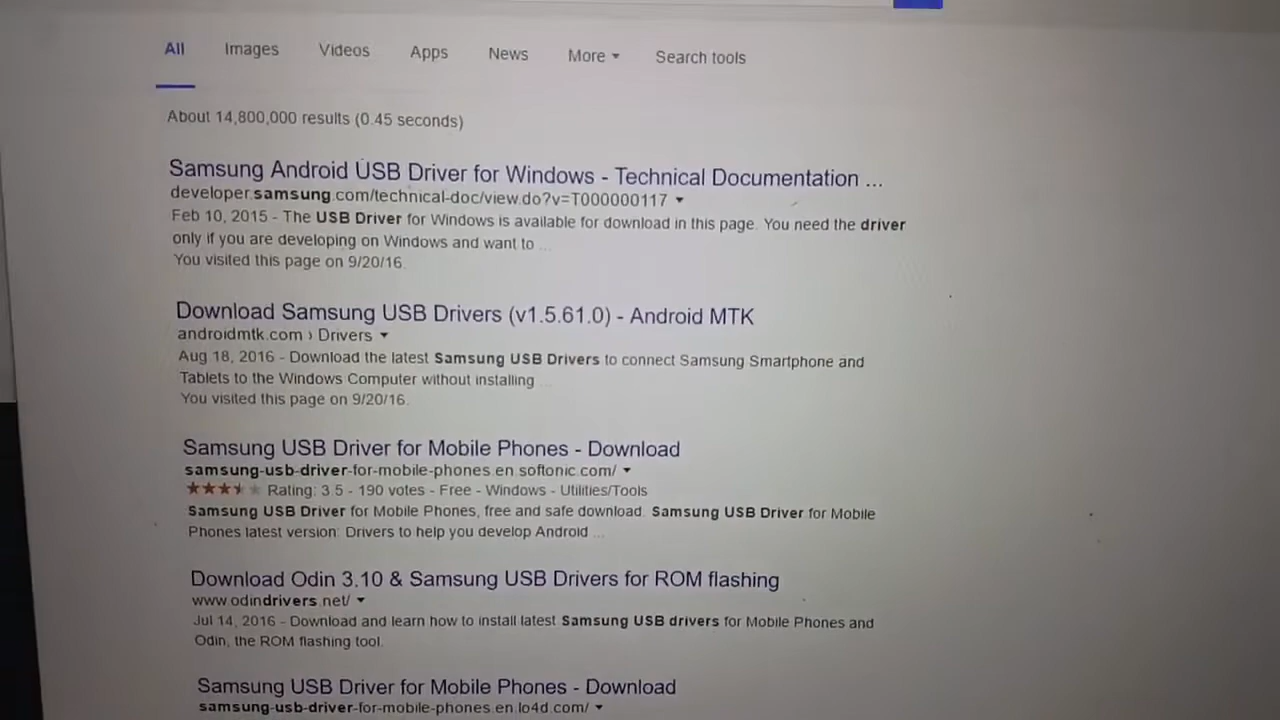 All Images Videos Apps News More Search tools
About 14,800,000 results (0.45 seconds)
Samsung Android USB Driver for Windows - Technical Documentation ...
developer.samsung.com/technical-doc/view.do?v=T000000117
Feb 10, 2015 - The USB Driver for Windows is available for download in this page. You need the driver
only if you are developing on Windows and want to ...
You visited this page on 9/20/16.
Download Samsung USB Drivers (v1.5.61.0) - Android MTK
androidmtk.com › Drivers
Aug 18, 2016 - Download the latest Samsung USB Drivers to connect Samsung Smartphone and
Tablets to the Windows Computer without installing ...
You visited this page on 9/20/16.
Samsung USB Driver for Mobile Phones - Download
samsung-usb-driver-for-mobile-phones.en.softonic.com/
Rating: 3.5 - 190 votes - Free - Windows - Utilities/Tools
Samsung USB Driver for Mobile Phones, free and safe download. Samsung USB Driver for Mobile
Phones latest version: Drivers to help you develop Android ...
Download Odin 3.10 & Samsung USB Drivers for ROM flashing
www.odindrivers.net/
Jul 14, 2016 - Download and learn how to install latest Samsung USB drivers for Mobile Phones and
Odin, the ROM flashing tool.
Samsung USB Driver for Mobile Phones - Download
samsung-usb-driver-for-mobile-phones.en.lo4d.com/